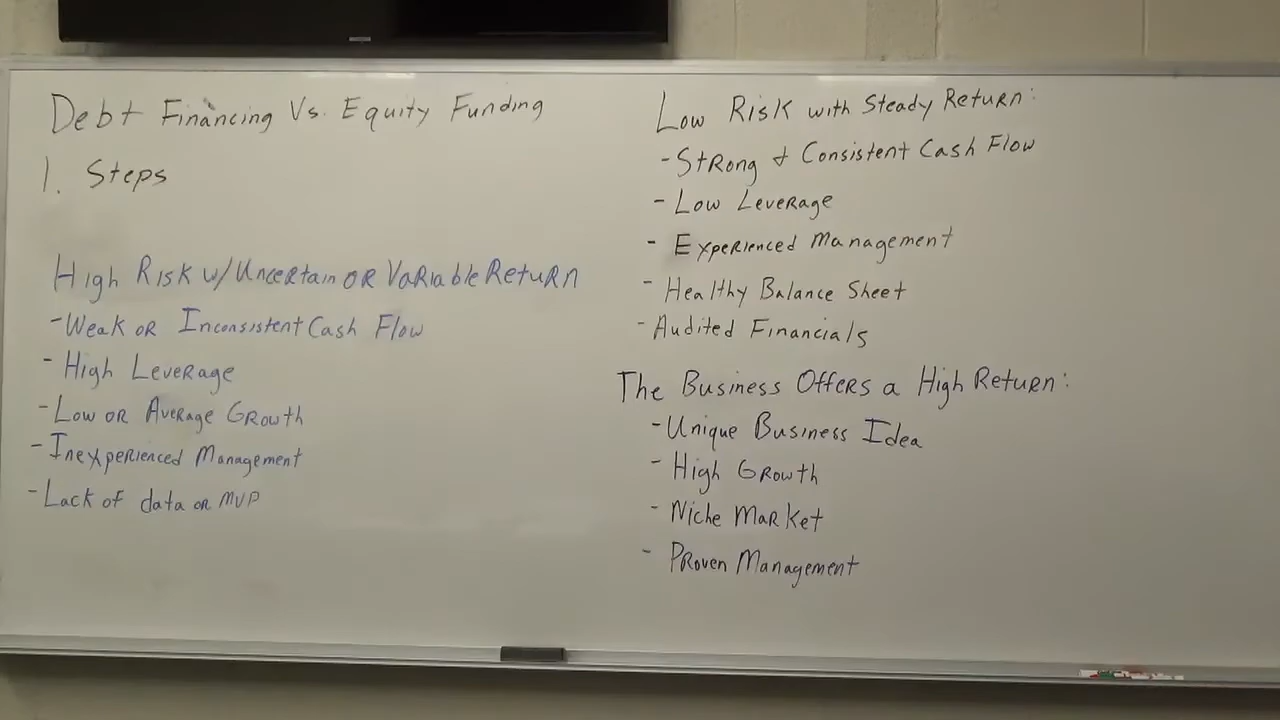 Debt Financing Vs. Equity Funding
1. Steps
High Risk w/ Uncertain or Variable Return
- Weak or Inconsistent Cash Flow
- High Leverage
- Low or Average Growth
- Inexperienced Management
- Lack of data or MVP
Low Risk with Steady Return:
- Strong & Consistent Cash Flow
- Low Leverage
- Experienced Management
- Healthy Balance Sheet
- Audited Financials
The Business Offers a High Return:
- Unique Business Idea
- High Growth
- Niche Market
- Proven Management